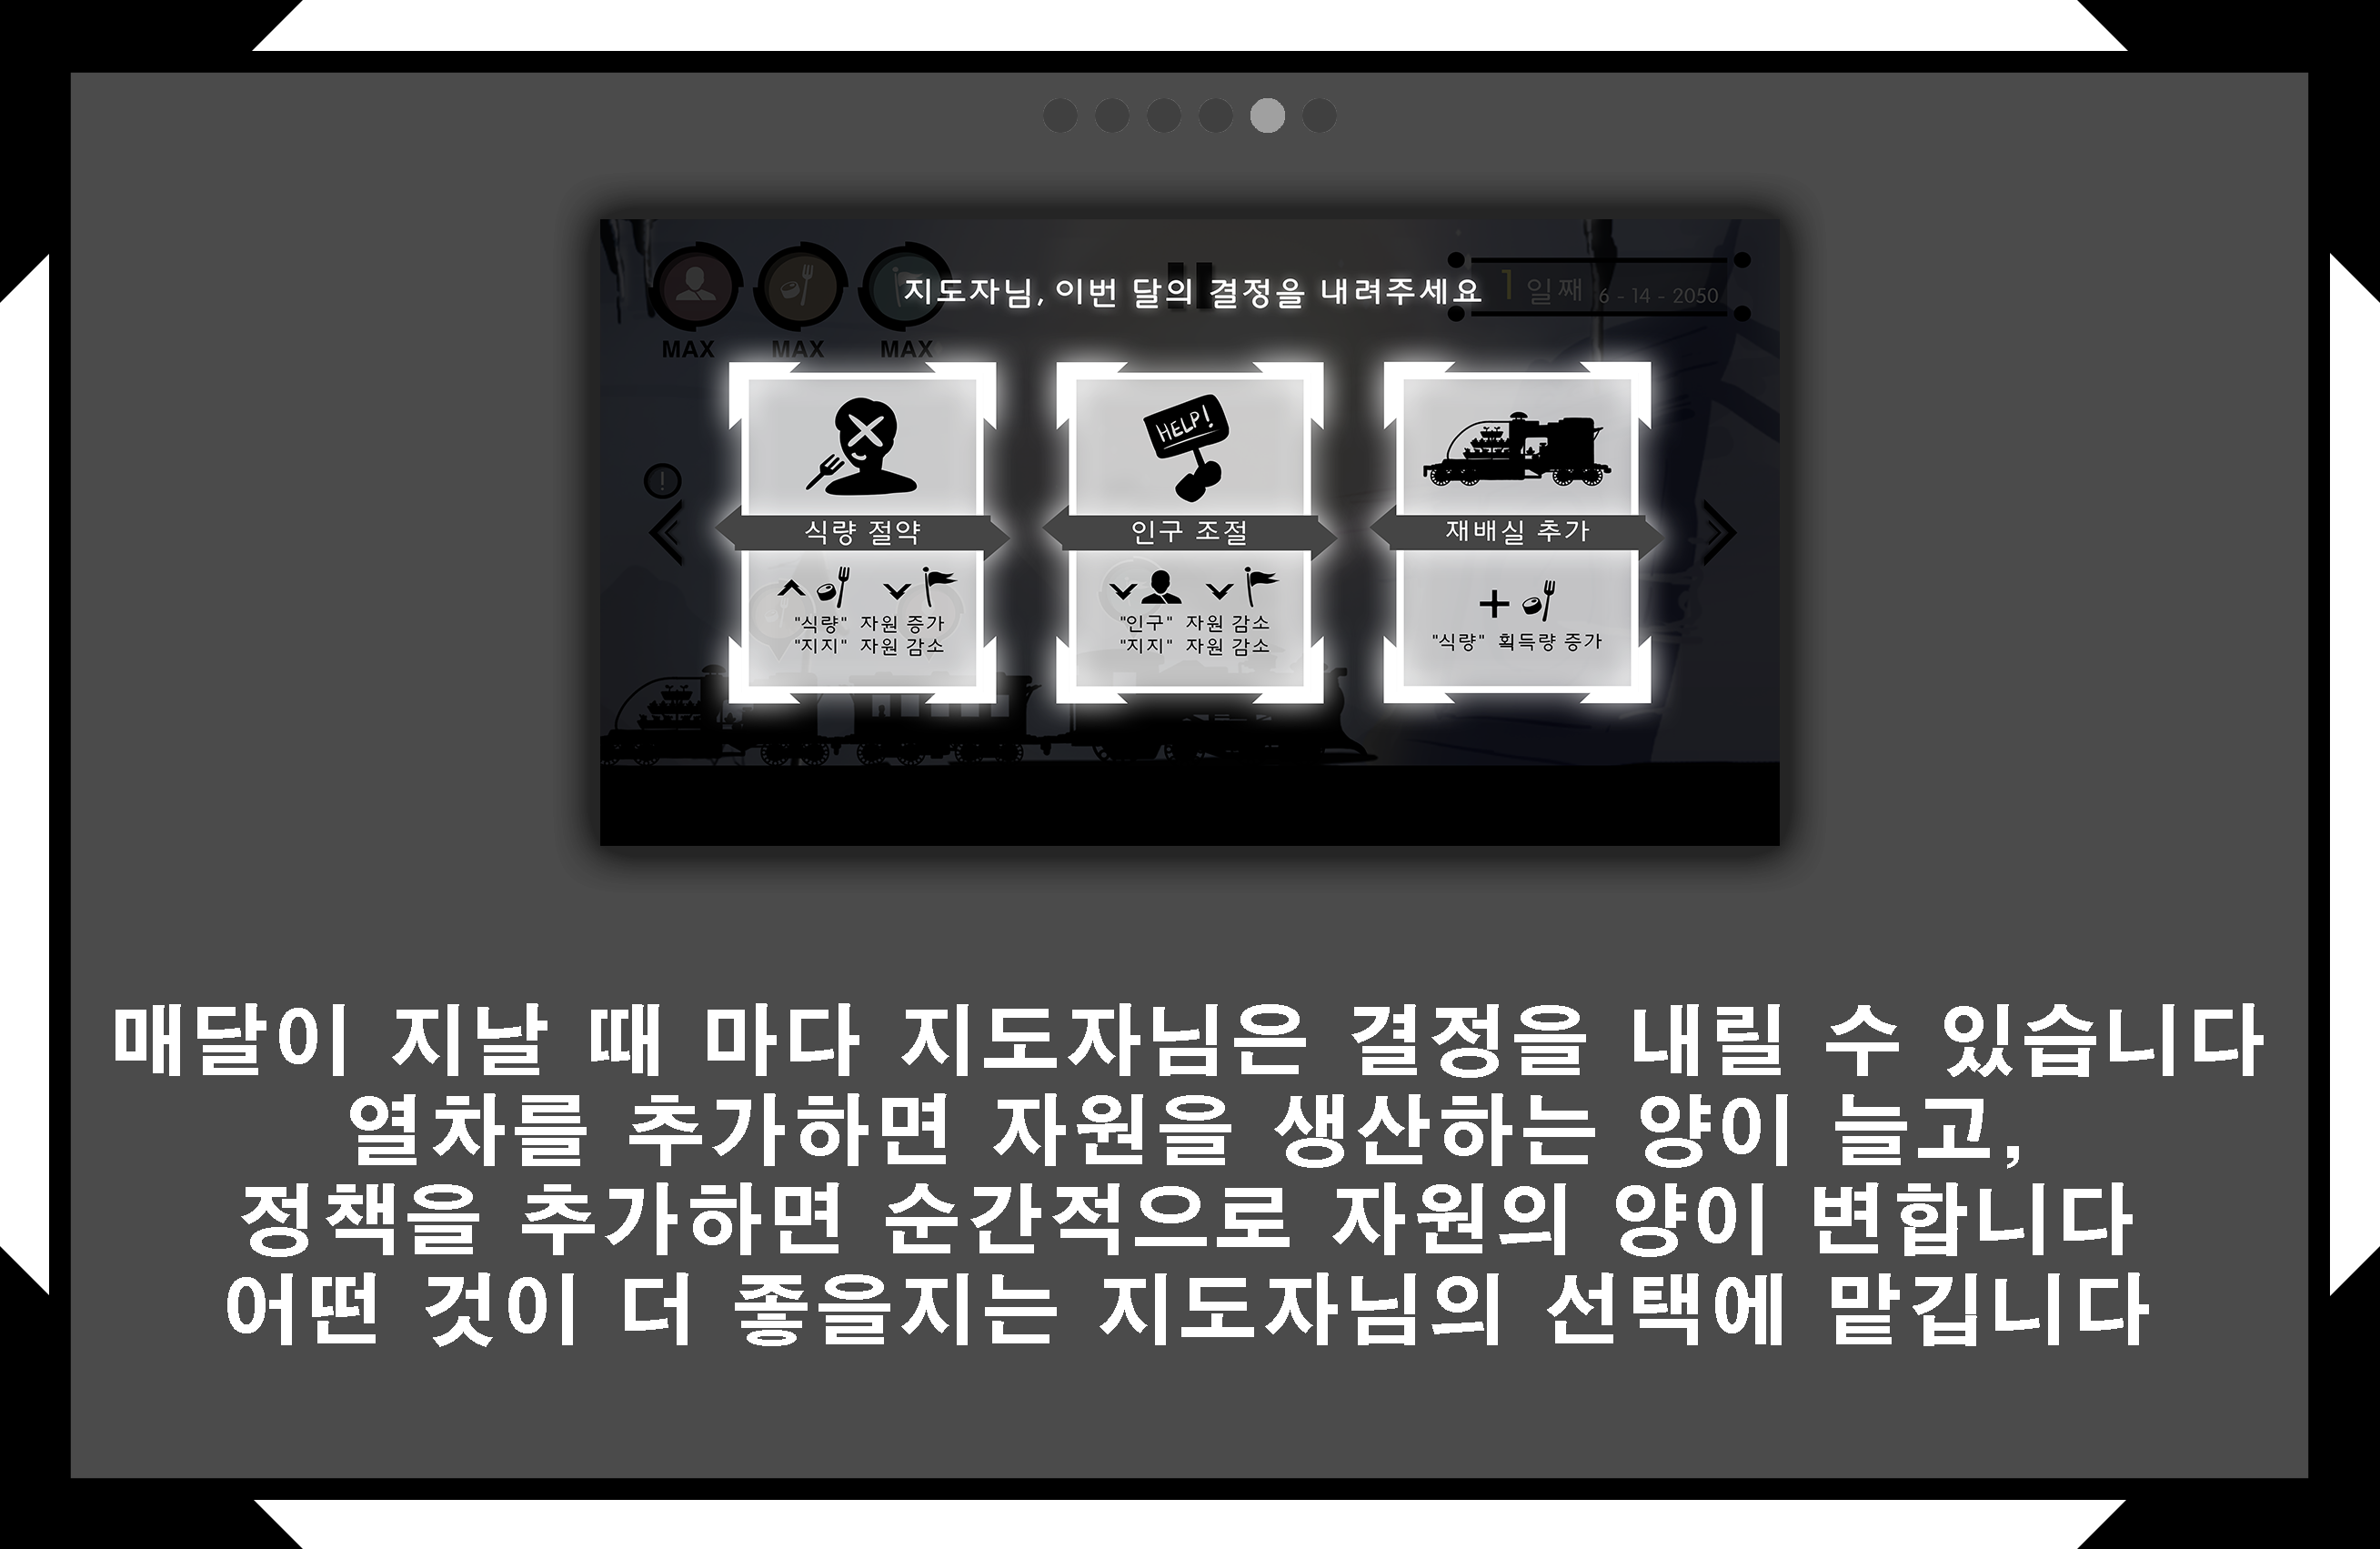 지도자님, 이번 달의 결정을 내려주세요
1 일째 6 - 14 - 2050
MAX MAX MAX
HELP!
식량 절약
인구 조절
재배실 추가
"식량" 자원 증가
"지지" 자원 감소
"인구" 자원 감소
"지지" 자원 감소
"식량" 획득량 증가
매달이 지날 때 마다 지도자님은 결정을 내릴 수 있습니다
열차를 추가하면 자원을 생산하는 양이 늘고,
정책을 추가하면 순간적으로 자원의 양이 변합니다
어떤 것이 더 좋을지는 지도자님의 선택에 맡깁니다